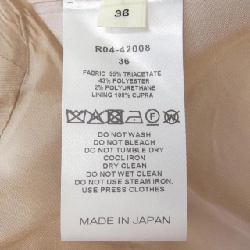 36
R04-42008
36
FABRIC 55% TRIACETATE
43% POLYESTER
2% POLYURETHANE
LINING 100% CUPRA
DO NOT WASH
DO NOT BLEACH
DO NOT TUMBLE DRY
COOL IRON
DRY CLEAN
DO NOT WET CLEAN
DO NOT USE STEAM IRON.
USE PRESS CLOTHES.
MADE IN JAPAN